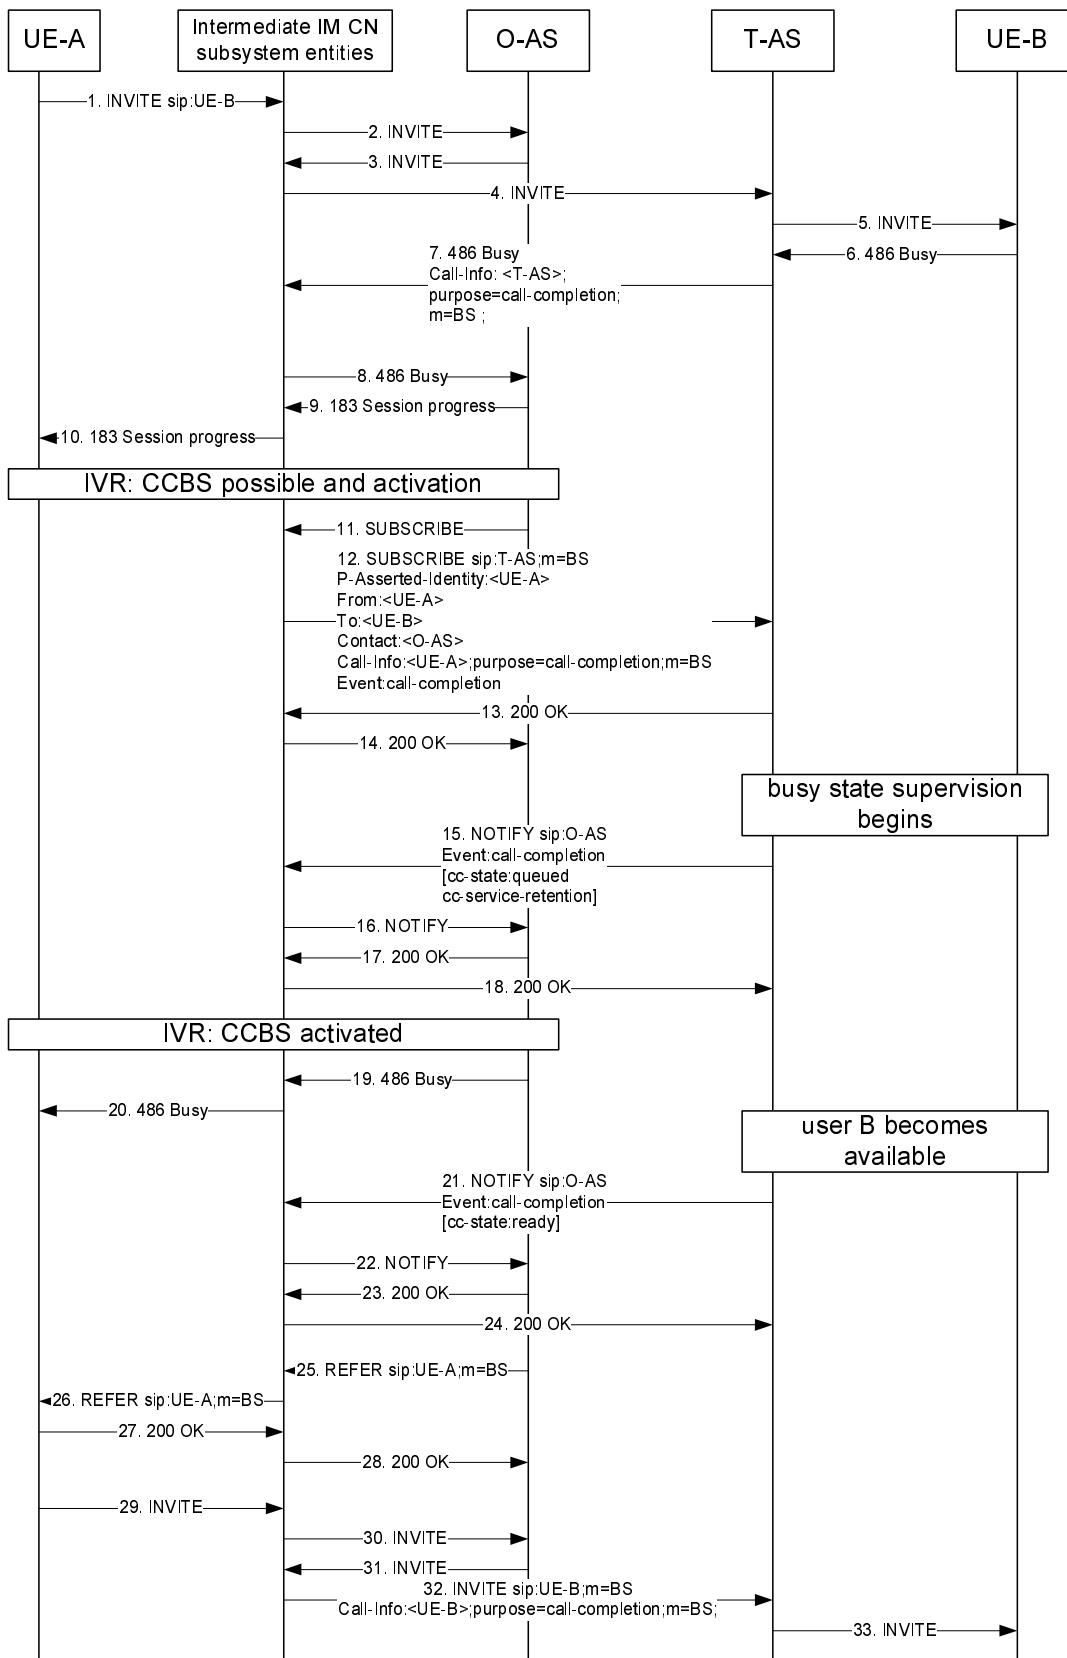 UE-A
Intermediate IM CN
subsystem entities
O-AS
T-AS
UE-B
1. INVITE sip:UE-B
2. INVITE
3. INVITE
4. INVITE
5. INVITE
6. 486 Busy
7. 486 Busy
Call-Info: <T-AS>;
purpose=call-completion;
m=BS ;
8. 486 Busy
9. 183 Session progress
10. 183 Session progress
IVR: CCBS possible and activation
11. SUBSCRIBE
12. SUBSCRIBE sip:T-AS;m=BS
P-Asserted-Identity:<UE-A>
From:<UE-A>
To:<UE-B>
Contact:<O-AS>
Call-Info:<UE-A>;purpose=call-completion;m=BS
Event:call-completion
13. 200 OK
14. 200 OK
busy state supervision
begins
15. NOTIFY sip:O-AS
Event:call-completion
[cc-state:queued
cc-service-retention]
16. NOTIFY
17. 200 OK
18. 200 OK
IVR: CCBS activated
19. 486 Busy
20. 486 Busy
user B becomes
available
21. NOTIFY sip:O-AS
Event:call-completion
[cc-state:ready]
22. NOTIFY
23. 200 OK
24. 200 OK
25. REFER sip:UE-A;m=BS
26. REFER sip:UE-A;m=BS
27. 200 OK
28. 200 OK
29. INVITE
30. INVITE
31. INVITE
32. INVITE sip:UE-B;m=BS
Call-Info:<UE-B>;purpose=call-completion;m=BS;
33. INVITE